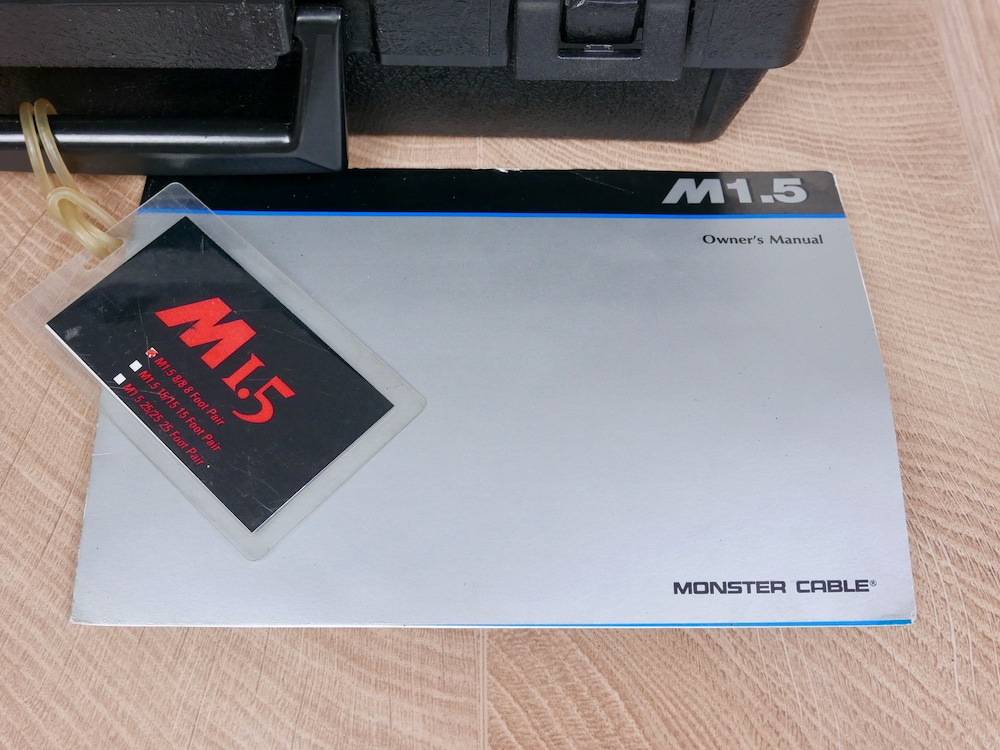 M1.5
Owner's Manual
M1.5
M1.5 8/8 8 Foot Pair
M1.5 15/15 15 Foot Pair
M1.5 25/25 25 Foot Pair
MONSTER CABLE®